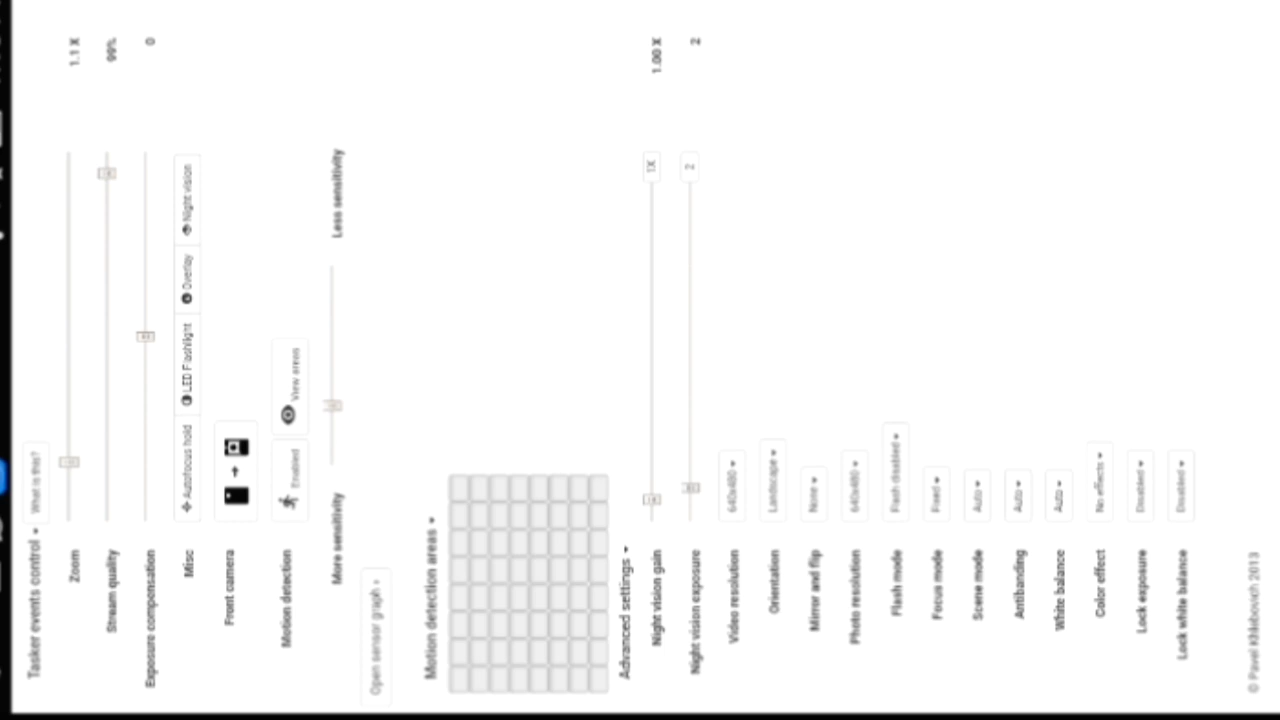 Tasker events control What is this?
Zoom 1.1 X
Stream quality 99%
Exposure compensation 0
Misc Autofocus hold LED Flashlight Overlay Night vision
Front camera
Motion detection Enabled View areas
More sensitivity Less sensitivity
Open sensor graph »
Motion detection areas
Advanced settings
Night vision gain 1X 1.00 X
Night vision exposure 2 2
Video resolution 640x480
Orientation Landscape
Mirror and flip None
Photo resolution 640x480
Flash mode Flash disabled
Focus mode Fixed
Scene mode Auto
Antibanding Auto
White balance Auto
Color effect No effects
Lock exposure Disabled
Lock white balance Disabled
© Pavel Khlebovich 2013